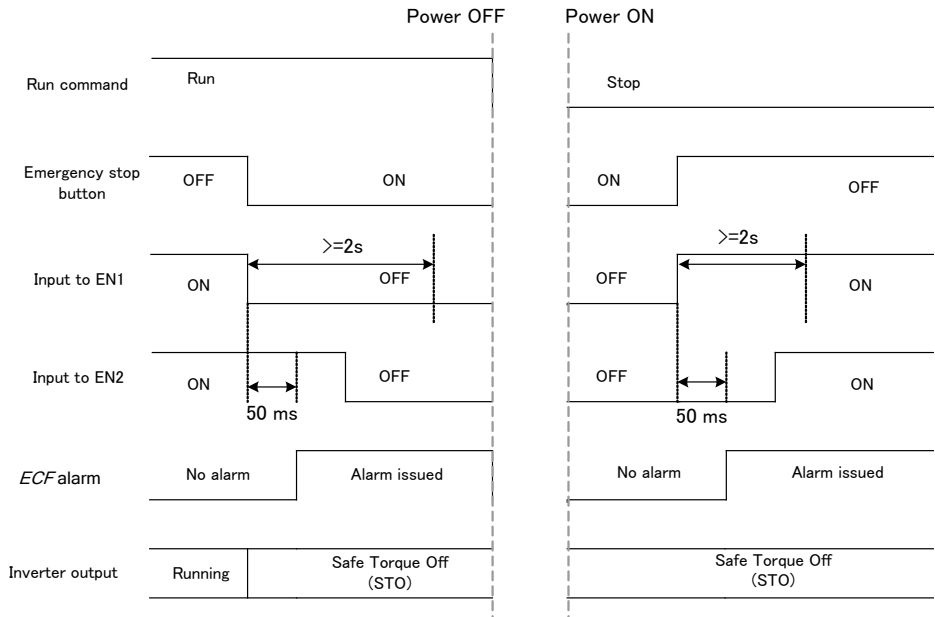 Power OFF
Power ON
Run command
Run
Stop
Emergency stop
button
OFF
ON
ON
OFF
>=2s
>=2s
Input to EN1
ON
OFF
OFF
ON
Input to EN2
ON
OFF
OFF
ON
50 ms
50 ms
ECF alarm
No alarm
Alarm issued
No alarm
Alarm issued
Inverter output
Running
Safe Torque Off
(STO)
Safe Torque Off
(STO)